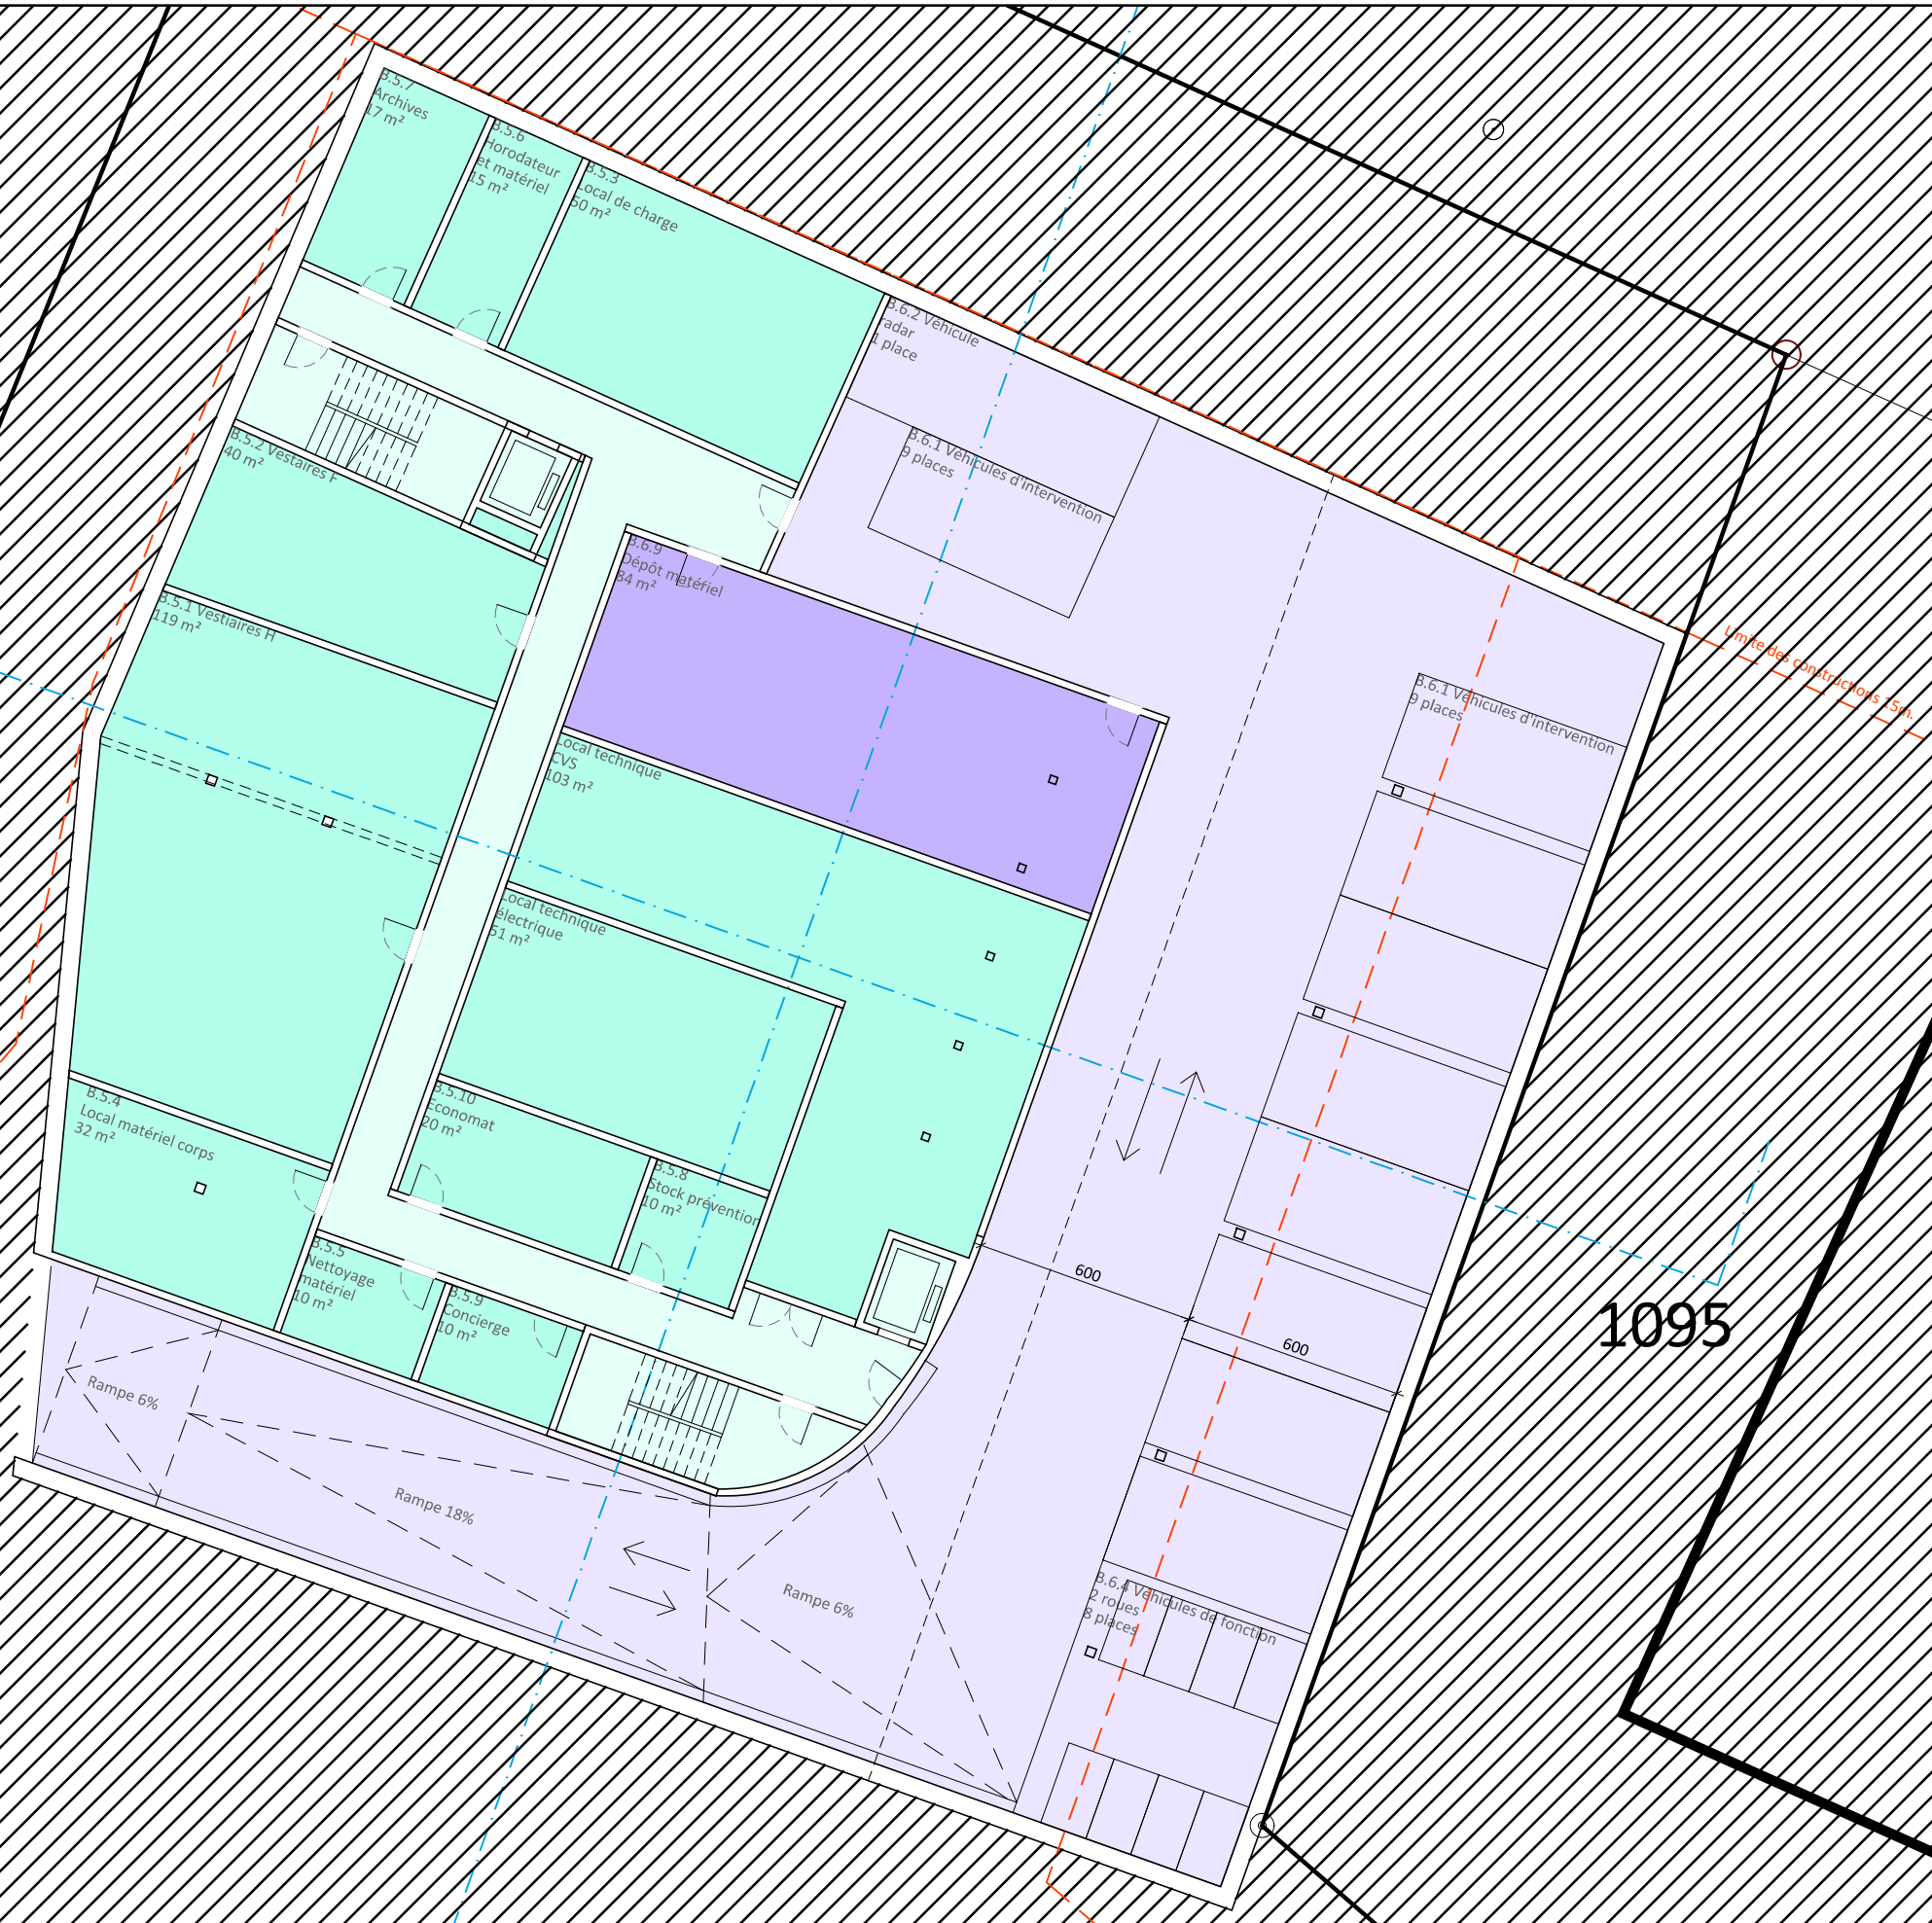 B.5.7
Archives
17 m²
B.5.6
Horodateur
et matériel
15 m²
B.5.3
Local de charge
50 m²
B.6.2 Véhicule
radar
1 place
B.6.1 Véhicules d'intervention
9 places
B.5.2 Vestaires F
40 m²
B.6.9
Dépôt matériel
84 m²
B.5.1 Vestiaires H
119 m²
Limite des constructions 15m.
B.6.1 Véhicules d'intervention
9 places
Local technique
CVS
103 m²
Local technique
électrique
51 m²
B.5.4
Local matériel corps
32 m²
B.5.10
Economat
20 m²
B.5.8
Stock prévention
10 m²
B.5.5
Nettoyage
matériel
10 m²
B.5.9
Concierge
10 m²
600
600
1095
Rampe 6%
Rampe 18%
Rampe 6%
B.6.4 Véhicules de fonction
2 roues
8 places